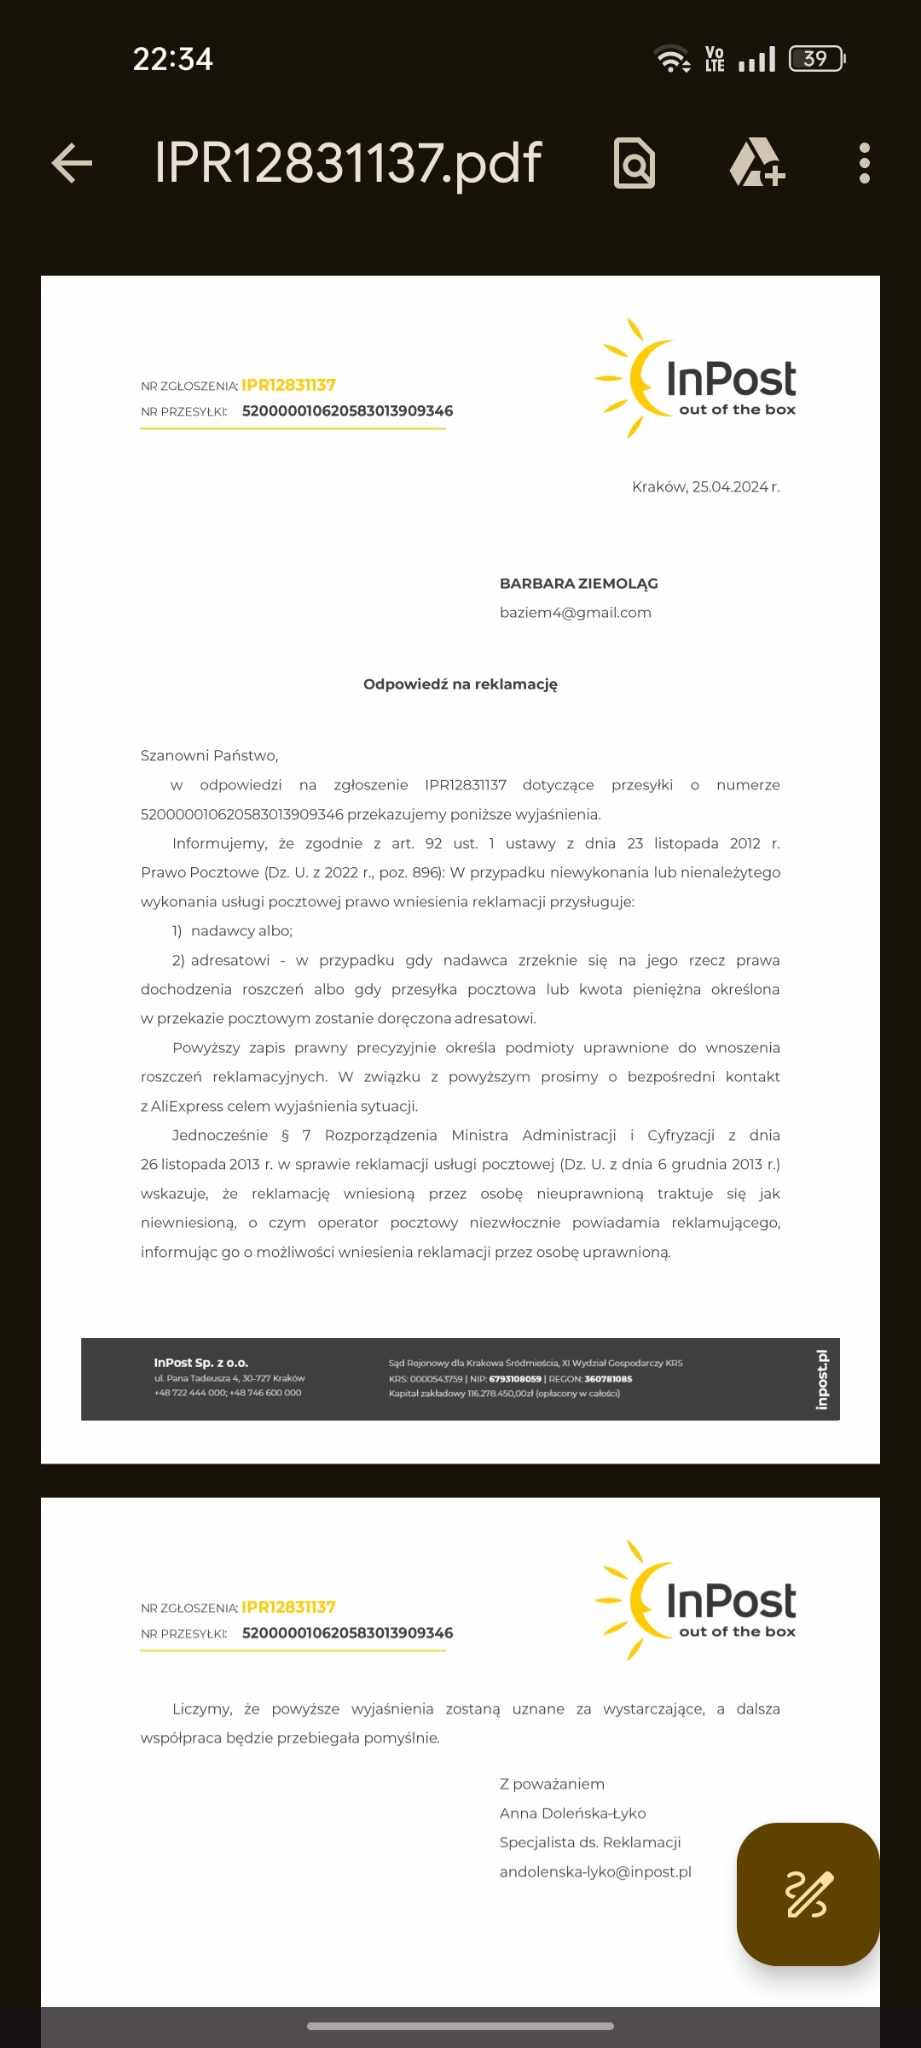 22:34
Vo
LTE
39
IPR12831137.pdf
NR ZGŁOSZENIA: IPR12831137
NR PRZESYŁKI: 520000010620583013909346
InPost
out of the box
Kraków, 25.04.2024 r.
BARBARA ZIEMOLĄG
baziem4@gmail.com
Odpowiedź na reklamację
Szanowni Państwo,
w odpowiedzi na zgłoszenie IPR12831137 dotyczące przesyłki o numerze
520000010620583013909346 przekazujemy poniższe wyjaśnienia.
Informujemy, że zgodnie z art. 92 ust. 1 ustawy z dnia 23 listopada 2012 r.
Prawo Pocztowe (Dz. U. z 2022 r., poz. 896): W przypadku niewykonania lub nienależytego
wykonania usługi pocztowej prawo wniesienia reklamacji przysługuje:
1) nadawcy albo;
2) adresatowi - w przypadku gdy nadawca zrzeknie się na jego rzecz prawa
dochodzenia roszczeń albo gdy przesyłka pocztowa lub kwota pieniężna określona
w przekazie pocztowym zostanie doręczona adresatowi.
Powyższy zapis prawny precyzyjnie określa podmioty uprawnione do wnoszenia
roszczeń reklamacyjnych. W związku z powyższym prosimy o bezpośredni kontakt
z AliExpress celem wyjaśnienia sytuacji.
Jednocześnie § 7 Rozporządzenia Ministra Administracji i Cyfryzacji z dnia
26 listopada 2013 r. w sprawie reklamacji usługi pocztowej (Dz. U. z dnia 6 grudnia 2013 r.)
wskazuje, że reklamację wniesioną przez osobę nieuprawnioną traktuje się jak
niewniesioną, o czym operator pocztowy niezwłocznie powiadamia reklamującego,
informując go o możliwości wniesienia reklamacji przez osobę uprawnioną.
InPost Sp. z o.o.
ul. Pana Tadeusza 4, 30-727 Kraków
+48 722 444 000; +48 746 600 000
Sąd Rejonowy dla Krakowa Śródmieścia, XI Wydział Gospodarczy KRS
KRS: 0000543759 | NIP: 6793108059 | REGON: 360781085
Kapitał zakładowy 116.278.450,00zł (opłacony w całości)
inpost.pl
NR ZGŁOSZENIA: IPR12831137
NR PRZESYŁKI: 520000010620583013909346
InPost
out of the box
Liczymy, że powyższe wyjaśnienia zostaną uznane za wystarczające, a dalsza
współpraca będzie przebiegała pomyślnie.
Z poważaniem
Anna Doleńska-Łyko
Specjalista ds. Reklamacji
andolenska-lyko@inpost.pl